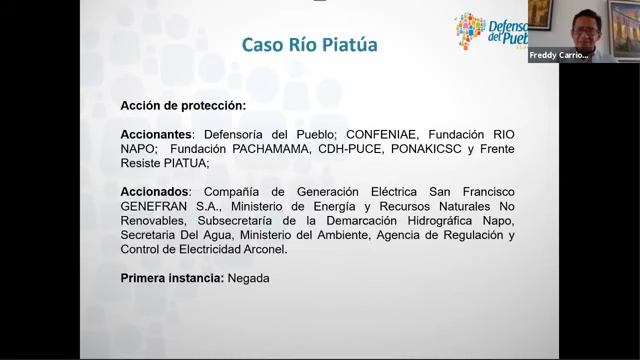 Caso Río Piatúa
Defenso
del Pueb
Freddy Carrio...
Acción de protección:
Accionantes: Defensoría del Pueblo; CONFENIAE, Fundación RIO
NAPO; Fundación PACHAMAMA, CDH-PUCE, PONAKICSC y Frente
Resiste PIATUA;
Accionados: Compañía de Generación Eléctrica San Francisco
GENEFRAN S.A., Ministerio de Energía y Recursos Naturales No
Renovables, Subsecretaría de la Demarcación Hidrográfica Napo,
Secretaria Del Agua, Ministerio del Ambiente, Agencia de Regulación y
Control de Electricidad Arconel.
Primera instancia: Negada